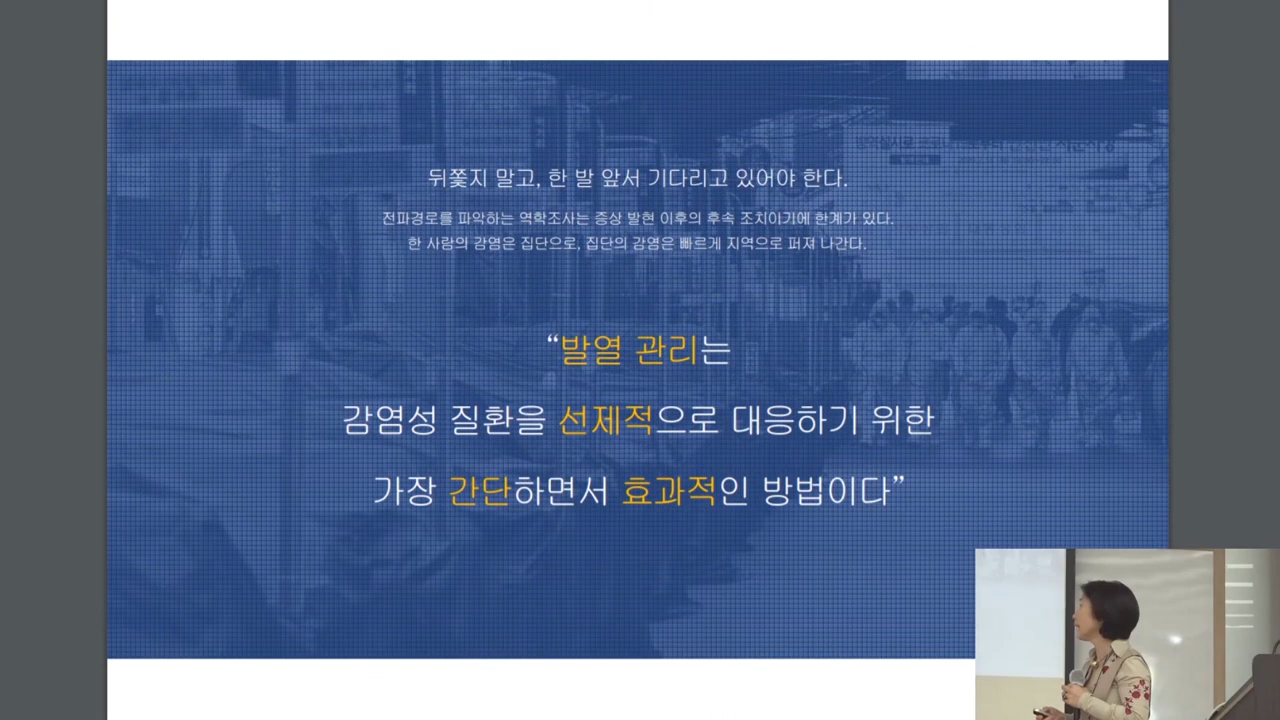 뒤쫓지 말고, 한 발 앞서 기다리고 있어야 한다.
전파경로를 파악하는 역학조사는 증상 발현 이후의 후속 조치이기에 한계가 있다.
한 사람의 감염은 집단으로, 집단의 감염은 빠르게 지역으로 퍼져 나간다.
“발열 관리는
감염성 질환을 선제적으로 대응하기 위한
가장 간단하면서 효과적인 방법이다”